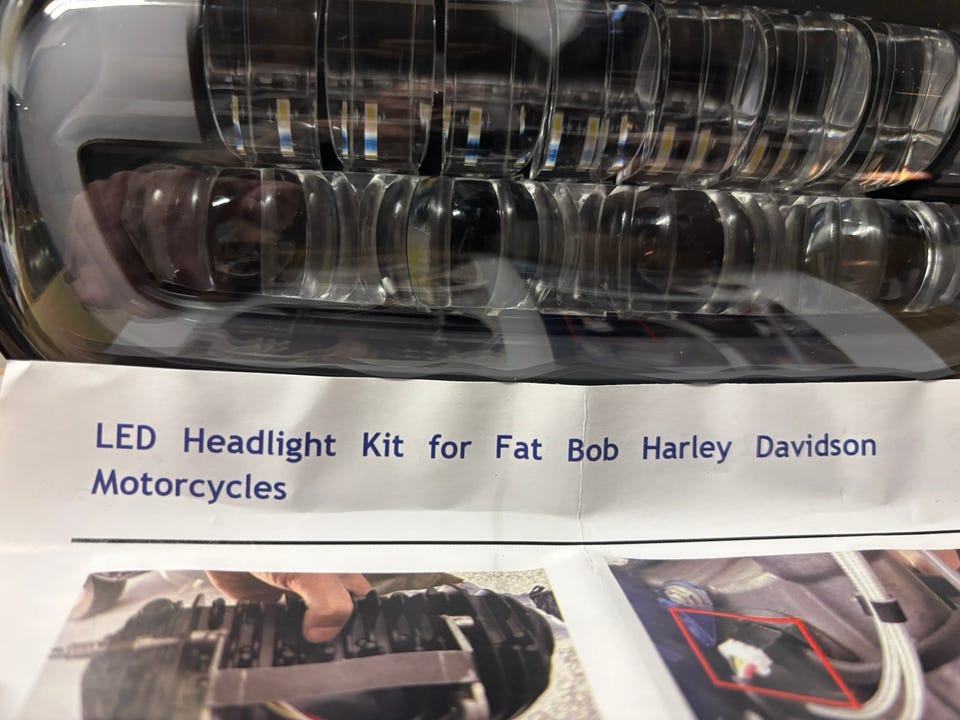 LED Headlight Kit for Fat Bob Harley Davidson
Motorcycles